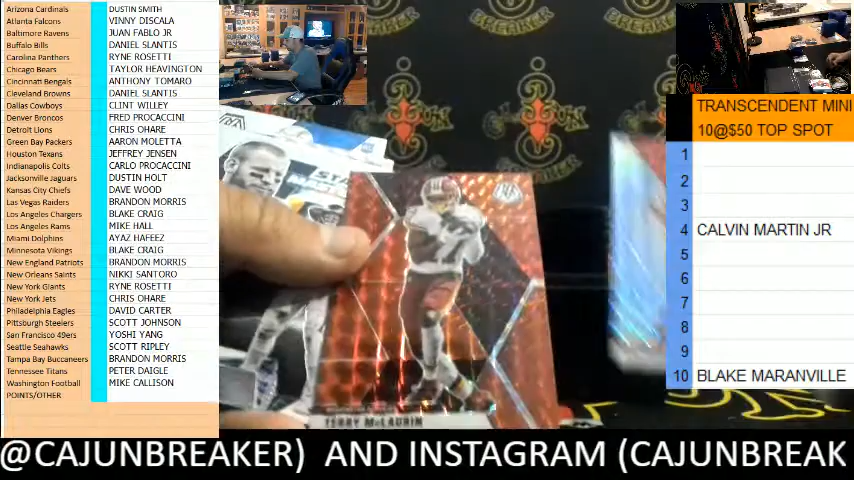 Arizona Cardinals DUSTIN SMITH
Atlanta Falcons VINNY DISCALA
Baltimore Ravens JUAN FABLO JR
Buffalo Bills DANIEL SLANTIS
Carolina Panthers RYNE ROSETTI
Chicago Bears TAYLOR HEAVINGTON
Cincinnati Bengals ANTHONY TOMARO
Cleveland Browns DANIEL SLANTIS
Dallas Cowboys CLINT WILLEY
Denver Broncos FRED PROCACCINI
Detroit Lions CHRIS OHARE
Green Bay Packers AARON MOLETTA
Houston Texans JEFFREY JENSEN
Indianapolis Colts CARLO PROCACCINI
Jacksonville Jaguars DUSTIN HOLT
Kansas City Chiefs DAVE WOOD
Las Vegas Raiders BRANDON MORRIS
Los Angeles Chargers BLAKE CRAIG
Los Angeles Rams MIKE HALL
Miami Dolphins AYAZ HAFEEZ
Minnesota Vikings BLAKE CRAIG
New England Patriots BRANDON MORRIS
New Orleans Saints NIKKI SANTORO
New York Giants RYNE ROSETTI
New York Jets CHRIS OHARE
Philadelphia Eagles DAVID CARTER
Pittsburgh Steelers SCOTT JOHNSON
San Francisco 49ers YOSHI YANG
Seattle Seahawks SCOTT RIPLEY
Tampa Bay Buccaneers BRANDON MORRIS
Tennessee Titans PETER DAIGLE
Washington Football MIKE CALLISON
POINTS/OTHER
BREAKER
BREAKER
TERRY McLAURIN
TRANSCENDENT MINI
10@$50 TOP SPOT
1
2
3
4 CALVIN MARTIN JR
5
6
7
8
9
10 BLAKE MARANVILLE
@CAJUNBREAKER) AND INSTAGRAM (CAJUNBREAK